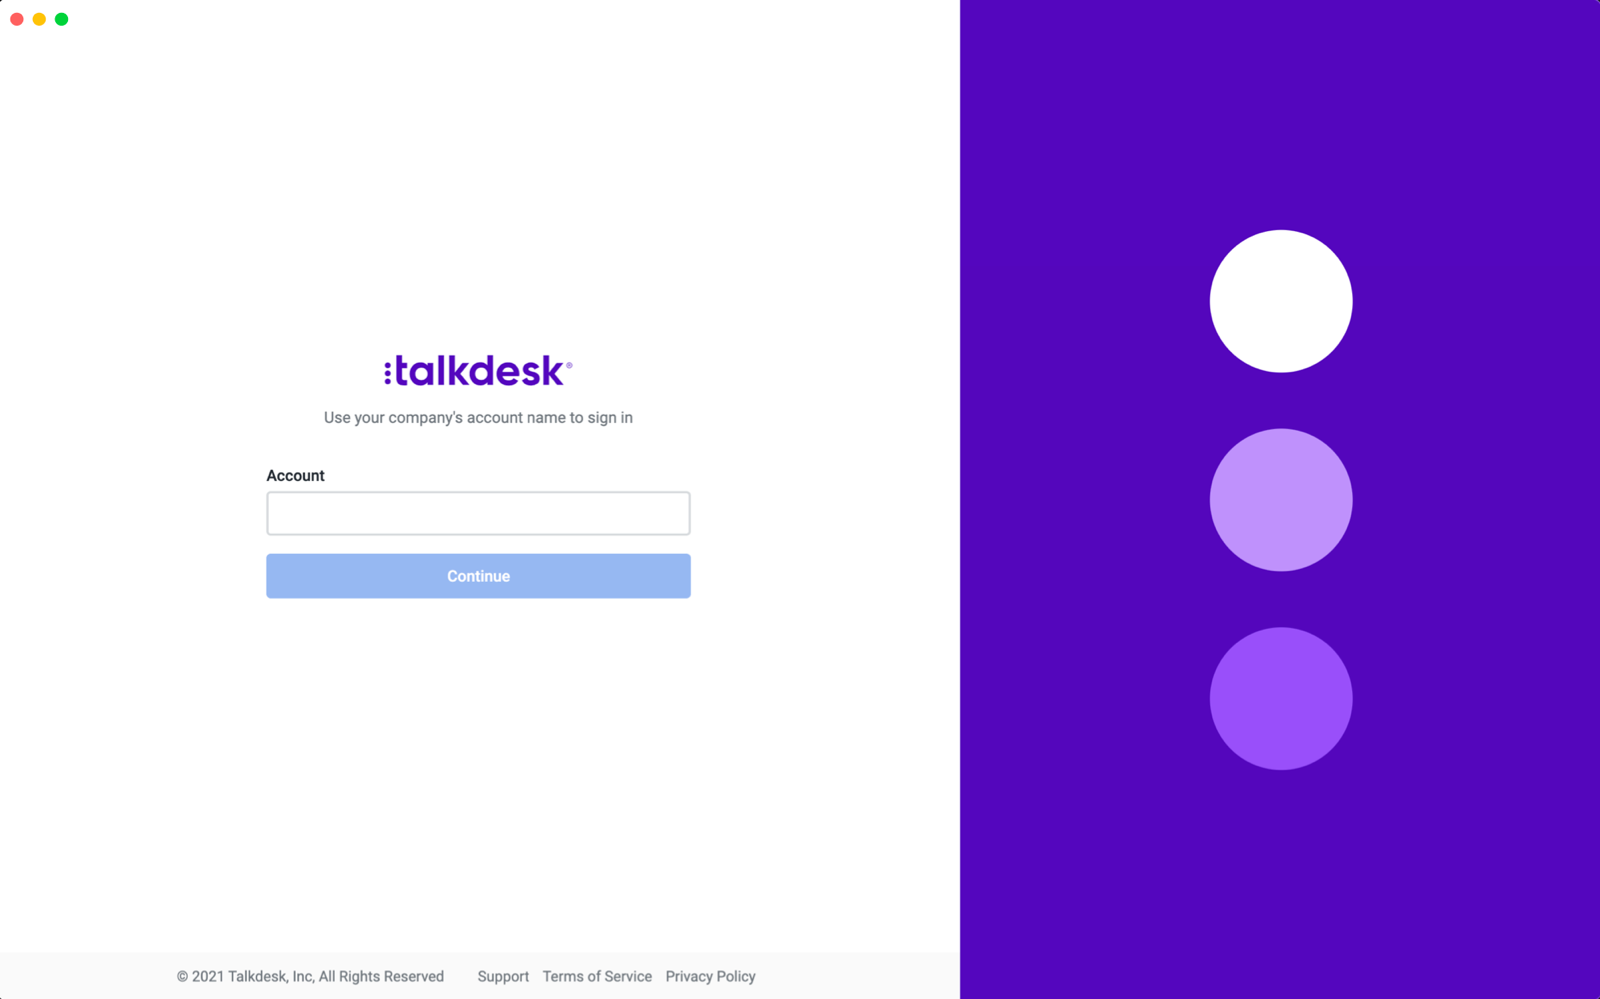 talkdesk®
Use your company's account name to sign in
Account
Continue
© 2021 Talkdesk, Inc, All Rights Reserved Support Terms of Service Privacy Policy